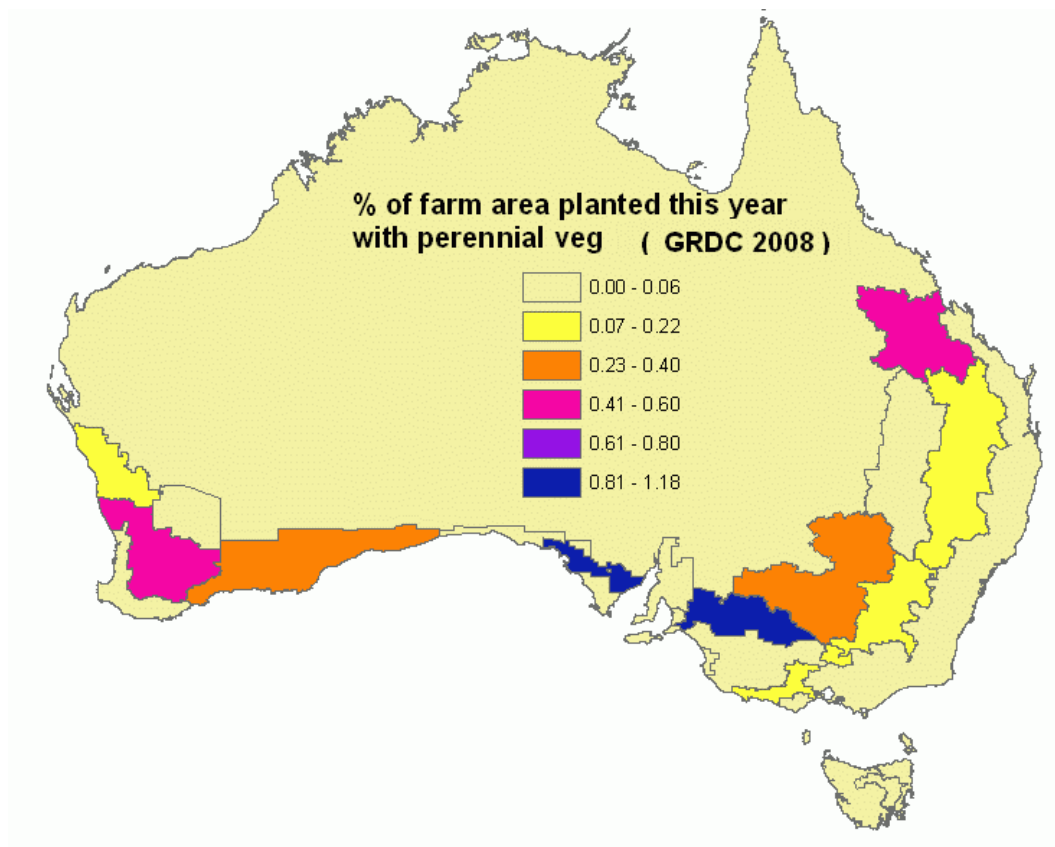 % of farm area planted this year
with perennial veg ( GRDC 2008 )
0.00 - 0.06
0.07 - 0.22
0.23 - 0.40
0.41 - 0.60
0.61 - 0.80
0.81 - 1.18